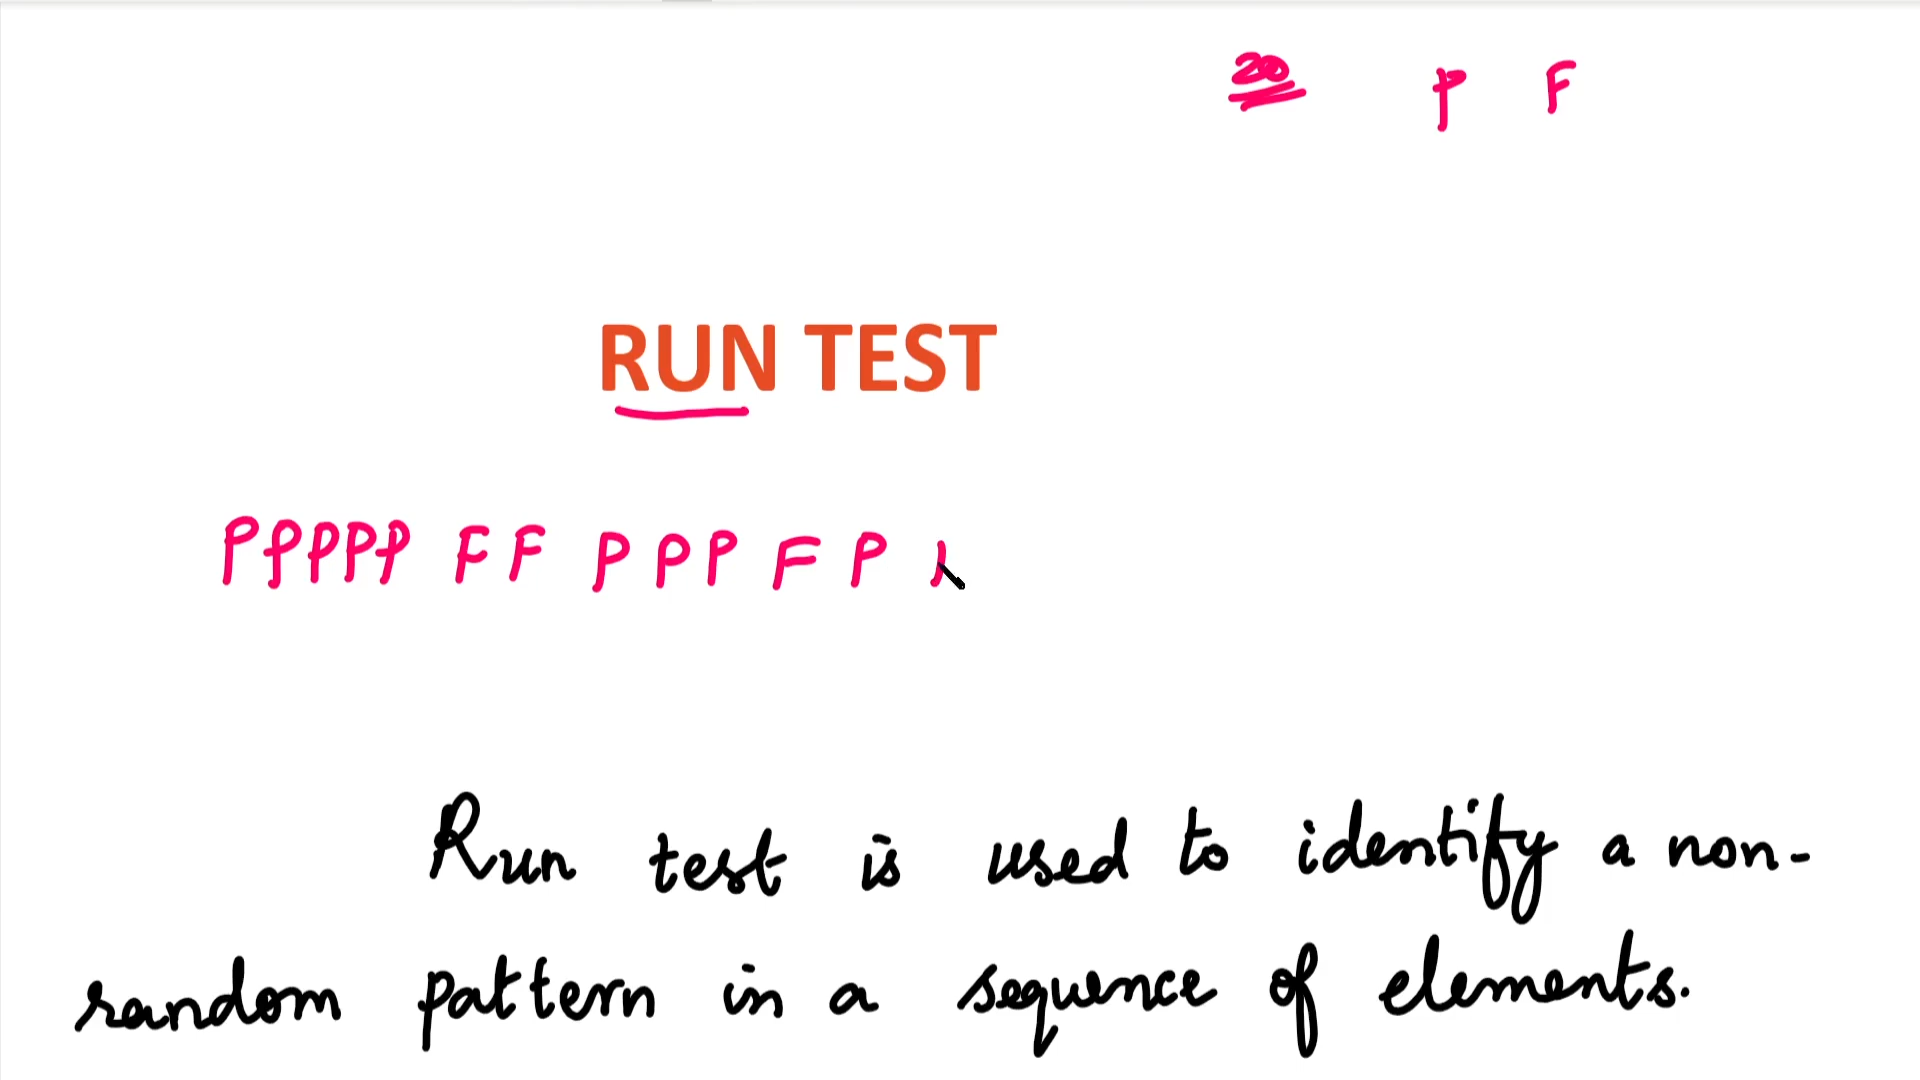 20 P F
RUN TEST
PPPPP FF PPP F P
Run test is used to identify a non-
random pattern in a sequence of elements.